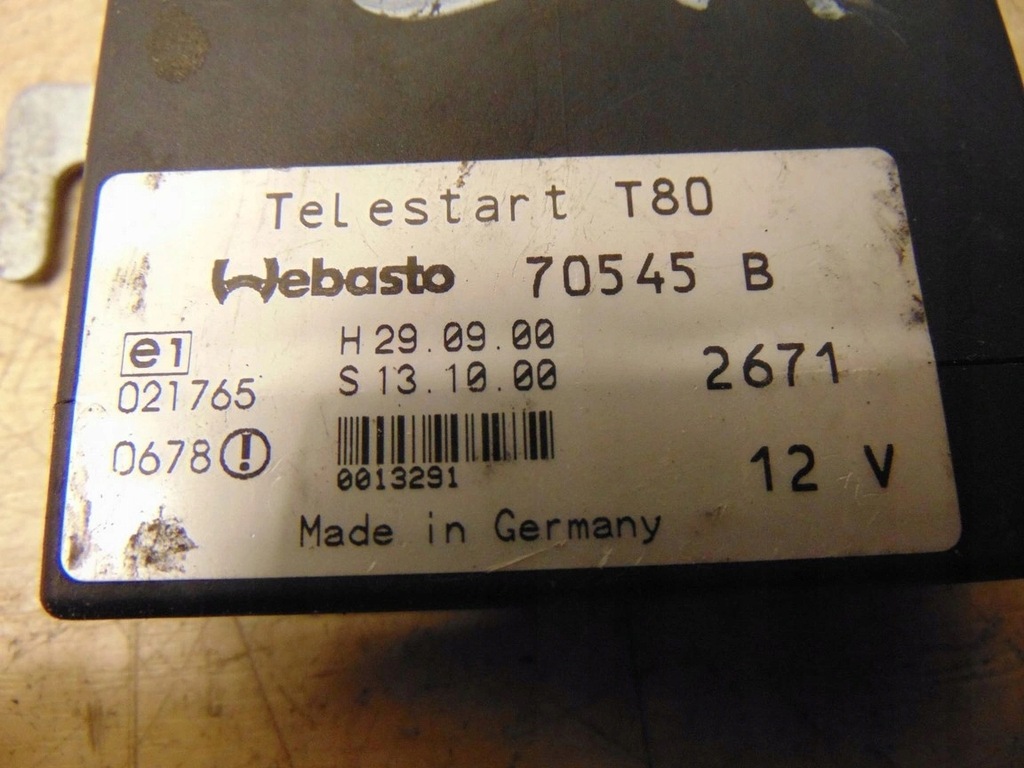 Telestart T80
Webasto 70545 B
e1
021765
0678
H 29.09.00
S 13.10.00
0013291
2671
12 V
Made in Germany